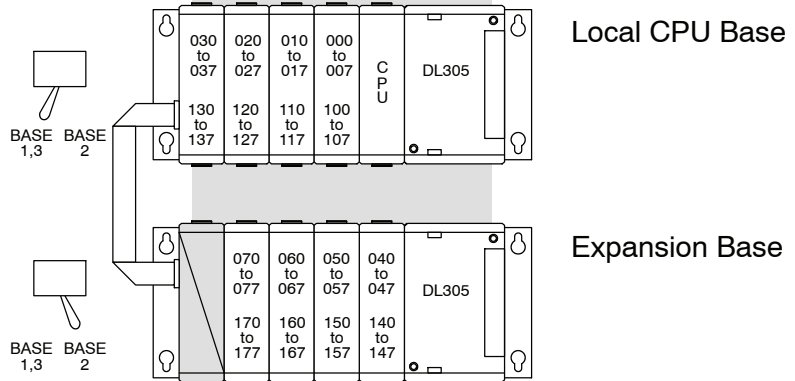 Local CPU Base
030 to 037
020 to 027
010 to 017
000 to 007
CPU
DL305
130 to 137
120 to 127
110 to 117
100 to 107
BASE 1,3
BASE 2
Expansion Base
070 to 077
060 to 067
050 to 057
040 to 047
DL305
170 to 177
160 to 167
150 to 157
140 to 147
BASE 1,3
BASE 2